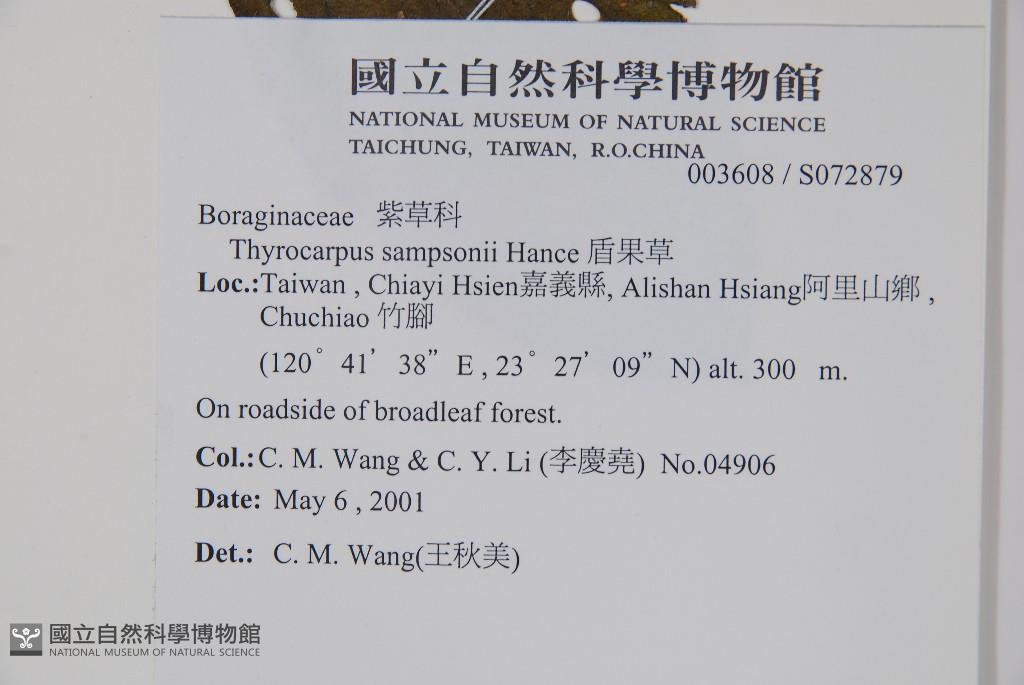 國立自然科學博物館
NATIONAL MUSEUM OF NATURAL SCIENCE
TAICHUNG, TAIWAN, R.O.CHINA
003608 / S072879
Boraginaceae 紫草科
Thyrocarpus sampsonii Hance 盾果草
Loc.:Taiwan , Chiayi Hsien嘉義縣, Alishan Hsiang阿里山鄉 ,
Chuchiao 竹腳
(120° 41’ 38” E , 23° 27’ 09” N) alt. 300 m.
On roadside of broadleaf forest.
Col.: C. M. Wang & C. Y. Li (李慶堯) No.04906
Date: May 6 , 2001
Det.: C. M. Wang(王秋美)
國立自然科學博物館
NATIONAL MUSEUM OF NATURAL SCIENCE